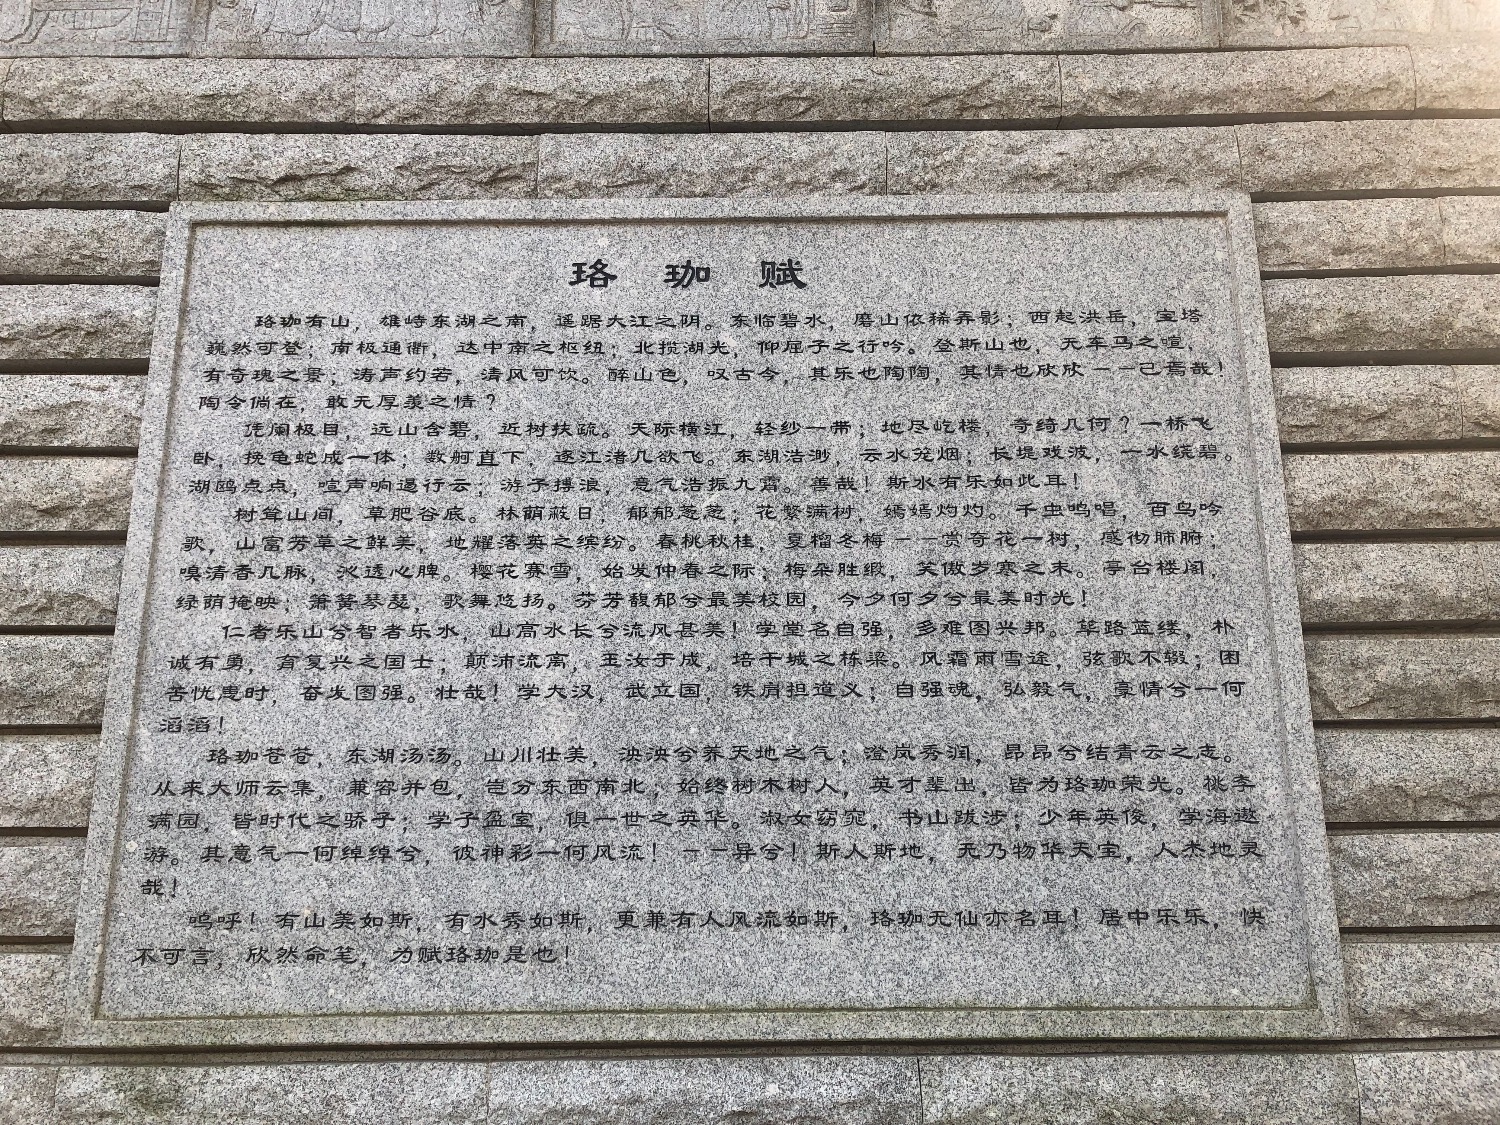 珞珈赋
珞珈有山，雄峙东湖之南，遥踞大江之阴。东临碧水，磨山依稀弄影；西起洪岳，宝塔
巍然可登；南极通衢，达中南之枢纽；北揽湖光，仰屈子之行吟。登斯山也，无车马之喧，
有奇瑰之景；涛声约若，清风可饮。醉山色，叹古今，其乐也陶陶，其情也欣欣——己焉哉！
陶令倘在，敢无厚羡之情？
凭阑极目，远山含碧，近树扶疏。天际横江，轻纱一带；地尽屹楼，奇绮几何？一桥飞
卧，挽龟蛇成一体；数舸直下，逐江渚几欲飞。东湖浩渺，云水兑烟；长堤戏波，一水绕碧。
湖鸥点点，喧声响遏行云；游子搏浪，意气浩振九霄。善哉！斯水有乐如此耳！
树耸山间，草肥谷底。林荫蔽日，郁郁葱葱；花繁满树，嫣嫣灼灼。千虫鸣唱，百鸟吟
歌，山富芳草之鲜美，地耀落英之缤纷。春桃秋桂，夏榴冬梅——赏奇花一树，感彻肺腑；
嗅清香几脉，沁透心脾。樱花赛雪，始发仲春之际；梅朵胜缎，笑傲岁寒之末。亭台楼阁，
绿荫掩映；箫簧琴瑟，歌舞悠扬。芬芳馥郁兮最美校园，今夕何夕兮最美时光！
仁者乐山兮智者乐水，山高水长兮流风甚美！学堂名自强，多难图兴邦。筚路蓝缕，朴
诚有勇，育复兴之国士；颠沛流离，玉汝于成，培干城之栋梁。风霜雨雪途，弦歌不辍；困
苦忧患时，奋发图强。壮哉！学大汉，武立国，铁肩担道义；自强魂，弘毅气，豪情兮一何
滔滔！
珞珈苍苍，东湖汤汤。山川壮美，泱泱兮养天地之气；澄岚秀润，昂昂兮结青云之志。
从来大师云集，兼容并包，岂分东西南北；始终树木树人，英才辈出，皆为珞珈荣光。桃李
满园，皆时代之骄子；学子盈室，俱一世之英华。淑女窈窕，书山跋涉；少年英俊，学海遨
游。其意气一何绰绰兮，彼神彩一何风流！——异兮！斯人斯地，无乃物华天宝，人杰地灵
哉！
呜呼！有山美如斯，有水秀如斯，更兼有人风流如斯，珞珈无仙亦名耳！居中乐乐，快
不可言，欣然命笔，为赋珞珈是也！